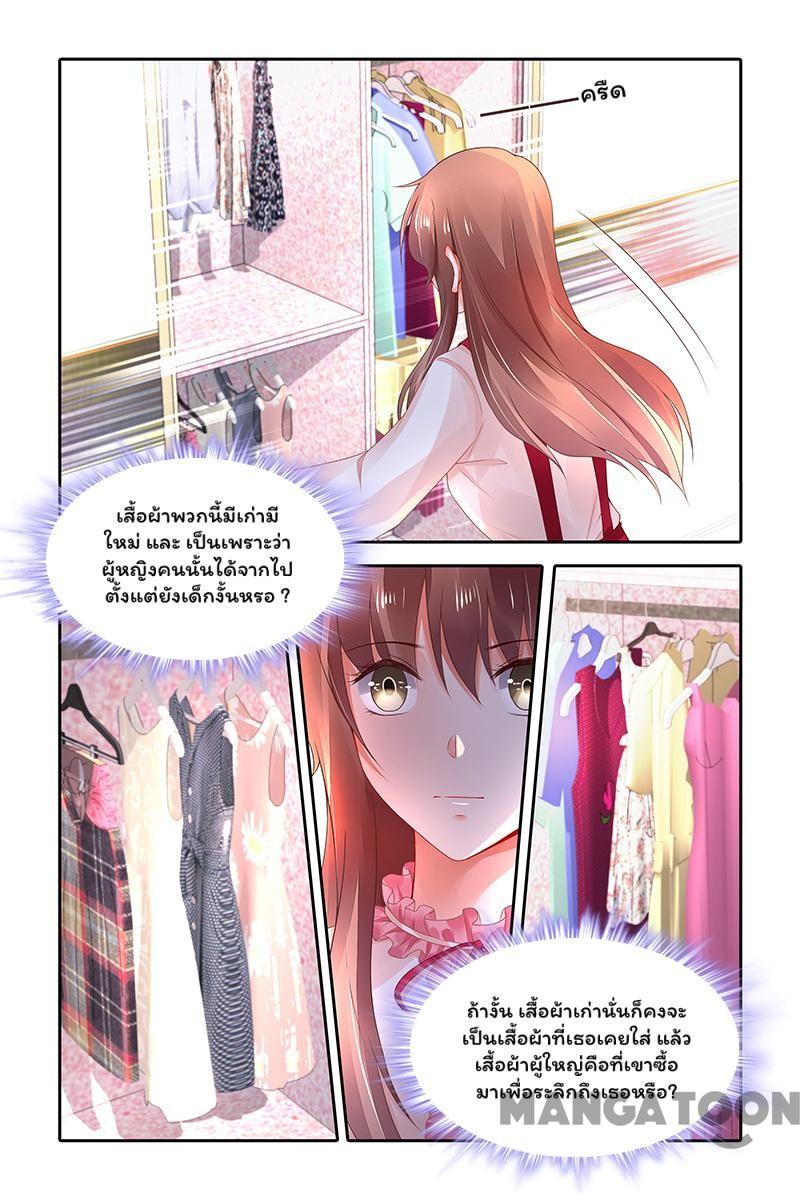 ครืด
เสื้อผ้าพวกนี้มีเก่ามี
ใหม่ และ เป็นเพราะว่า
ผู้หญิงคนนั้นได้จากไป
ตั้งแต่ยังเด็กงั้นหรอ ?
ถ้างั้น เสื้อผ้าเก่านั่นก็คงจะ
เป็นเสื้อผ้าที่เธอเคยใส่ แล้ว
เสื้อผ้าผู้ใหญ่คือที่เขาซื้อ
มาเพื่อระลึกถึงเธอหรือ?
MANGATOON